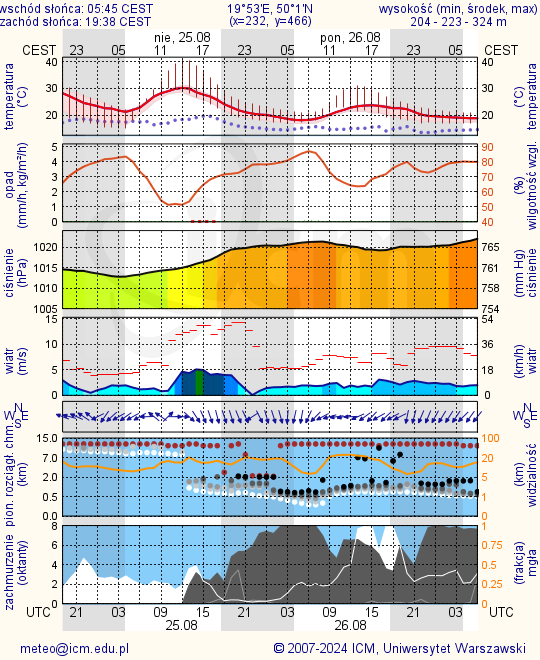 wschód słońca: 05:45 CEST 19°53'E, 50°1'N wysokość (min, środek, max)
zachód słońca: 19:38 CEST (x=232, y=466) 204 - 223 - 324 m
nie, 25.08 pon, 26.08
CEST 23 05 11 17 23 05 11 17 23 05 CEST
temperatura
(°C)
40
30
20
40
30
20
(°C)
temperatura
opad
(mm/h, kg/m²/h)
5
4
3
2
1
0
90
80
70
60
50
40
(%)
wilgotność wzgl.
ciśnienie
(hPa)
1020
1015
1010
1005
765
761
758
754
(mm Hg)
ciśnienie
wiatr
(m/s)
15
10
5
0
54
36
18
0
(km/h)
wiatr
N
W E
S
N
W E
S
pion. rozciągł. chm.
(km)
15.0
7.0
2.0
0.5
0.0
100
20
5
1
0
(km)
widzialność
zachmurzenie
(oktanty)
8
6
4
2
0
1
0.75
0.5
0.25
0
(frakcja)
mgła
UTC 21 03 09 15 21 03 09 15 21 03 UTC
25.08 26.08
meteo@icm.edu.pl © 2007-2024 ICM, Uniwersytet Warszawski